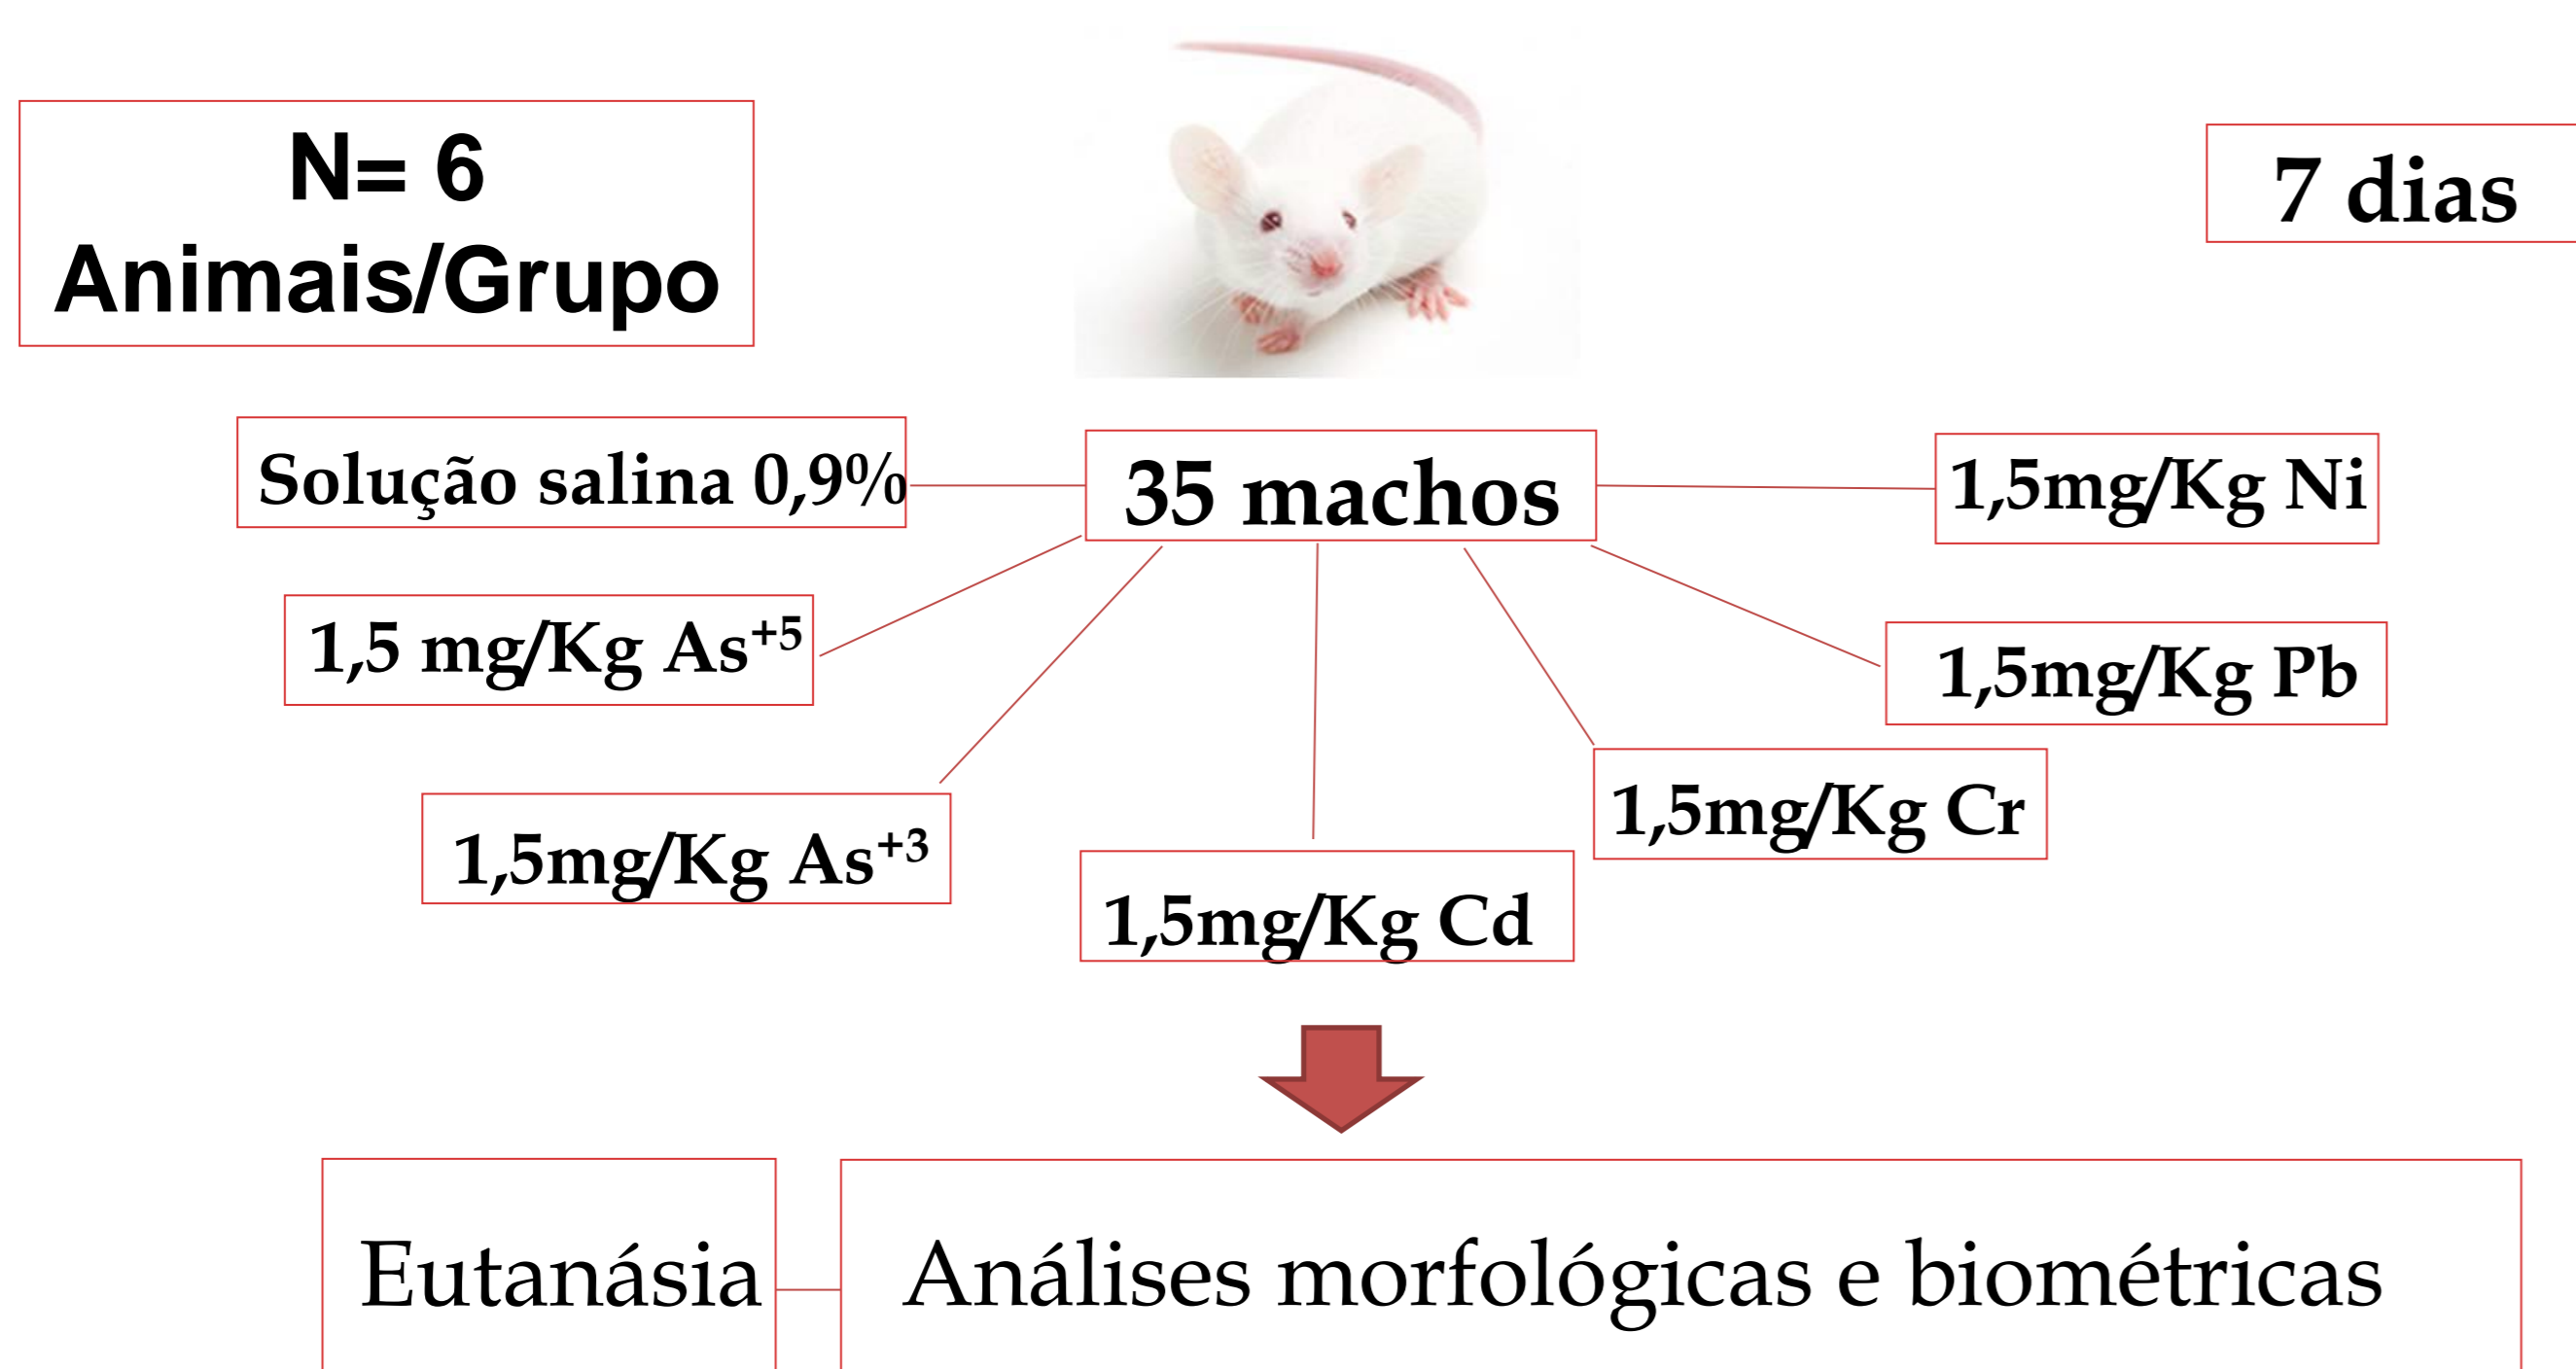 N= 6
Animais/Grupo
7 dias
Solução salina 0,9%
35 machos
1,5mg/Kg Ni
1,5 mg/Kg As⁺⁵
1,5mg/Kg Pb
1,5mg/Kg As⁺³
1,5mg/Kg Cr
1,5mg/Kg Cd
Eutanásia
Análises morfológicas e biométricas